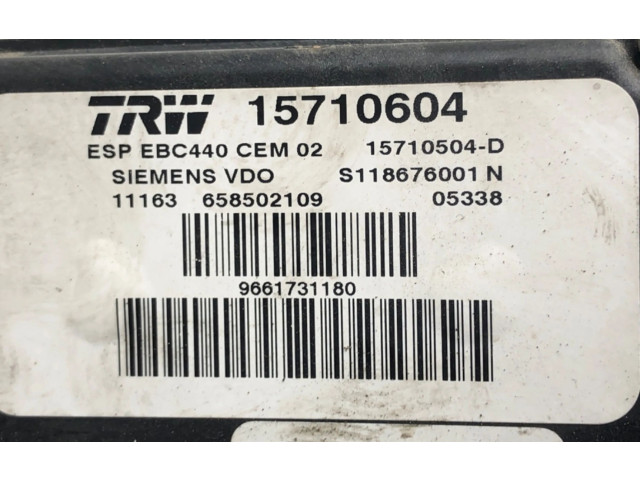 TRW 15710604
ESP EBC440 CEM 02 15710504-D
SIEMENS VDO S118676001 N
11163 658502109 05338
9661731180